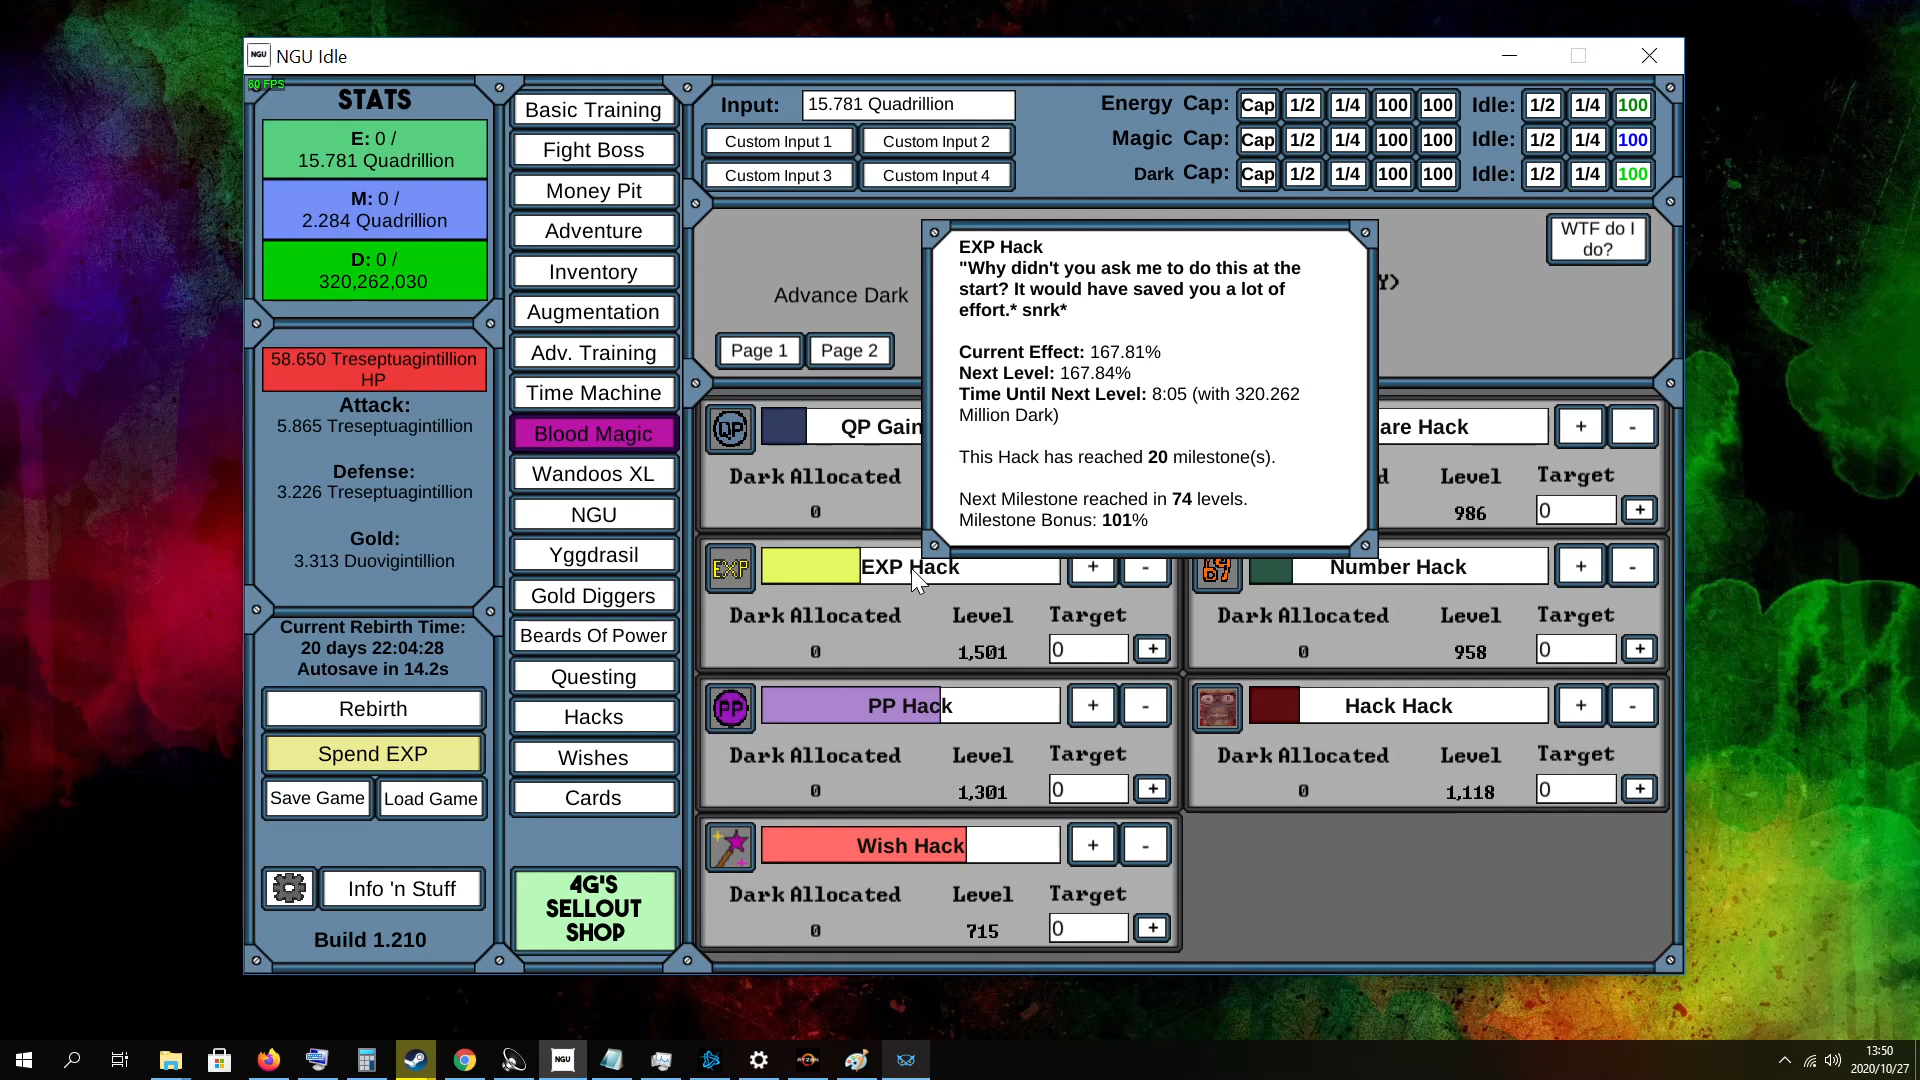 NGU
NGU Idle
60 FPS
STATS
E: 0 /
15.781 Quadrillion
M: 0 /
2.284 Quadrillion
D: 0 /
320,262,030
58.650 Treseptuagintillion
HP
Attack:
5.865 Treseptuagintillion
Defense:
3.226 Treseptuagintillion
Gold:
3.313 Duovigintillion
Current Rebirth Time:
20 days 22:04:28
Autosave in 14.2s
Rebirth
Spend EXP
Save Game
Load Game
Info 'n Stuff
Build 1.210
Basic Training
Fight Boss
Money Pit
Adventure
Inventory
Augmentation
Adv. Training
Time Machine
Blood Magic
Wandoos XL
NGU
Yggdrasil
Gold Diggers
Beards Of Power
Questing
Hacks
Wishes
Cards
4G'S
SELLOUT
SHOP
Input: 15.781 Quadrillion
Custom Input 1 Custom Input 2
Custom Input 3 Custom Input 4
Energy Cap: Cap 1/2 1/4 100 100 Idle: 1/2 1/4 100
Magic Cap: Cap 1/2 1/4 100 100 Idle: 1/2 1/4 100
Dark Cap: Cap 1/2 1/4 100 100 Idle: 1/2 1/4 100
WTF do I
do?
Advance Dark
Y>
Page 1 Page 2
EXP Hack
"Why didn't you ask me to do this at the
start? It would have saved you a lot of
effort.* snrk*
Current Effect: 167.81%
Next Level: 167.84%
Time Until Next Level: 8:05 (with 320.262
Million Dark)
This Hack has reached 20 milestone(s).
Next Milestone reached in 74 levels.
Milestone Bonus: 101%
QP QP Gain
Dark Allocated
0
are Hack + -
d Level Target
986 0 +
EXP EXP Hack + -
Dark Allocated Level Target
0 1,501 0 +
Number Hack + -
Dark Allocated Level Target
0 958 0 +
PP PP Hack + -
Dark Allocated Level Target
0 1,301 0 +
Hack Hack + -
Dark Allocated Level Target
0 1,118 0 +
Wish Hack + -
Dark Allocated Level Target
0 715 0 +
NGU
RYZEN
13:50
2020/10/27